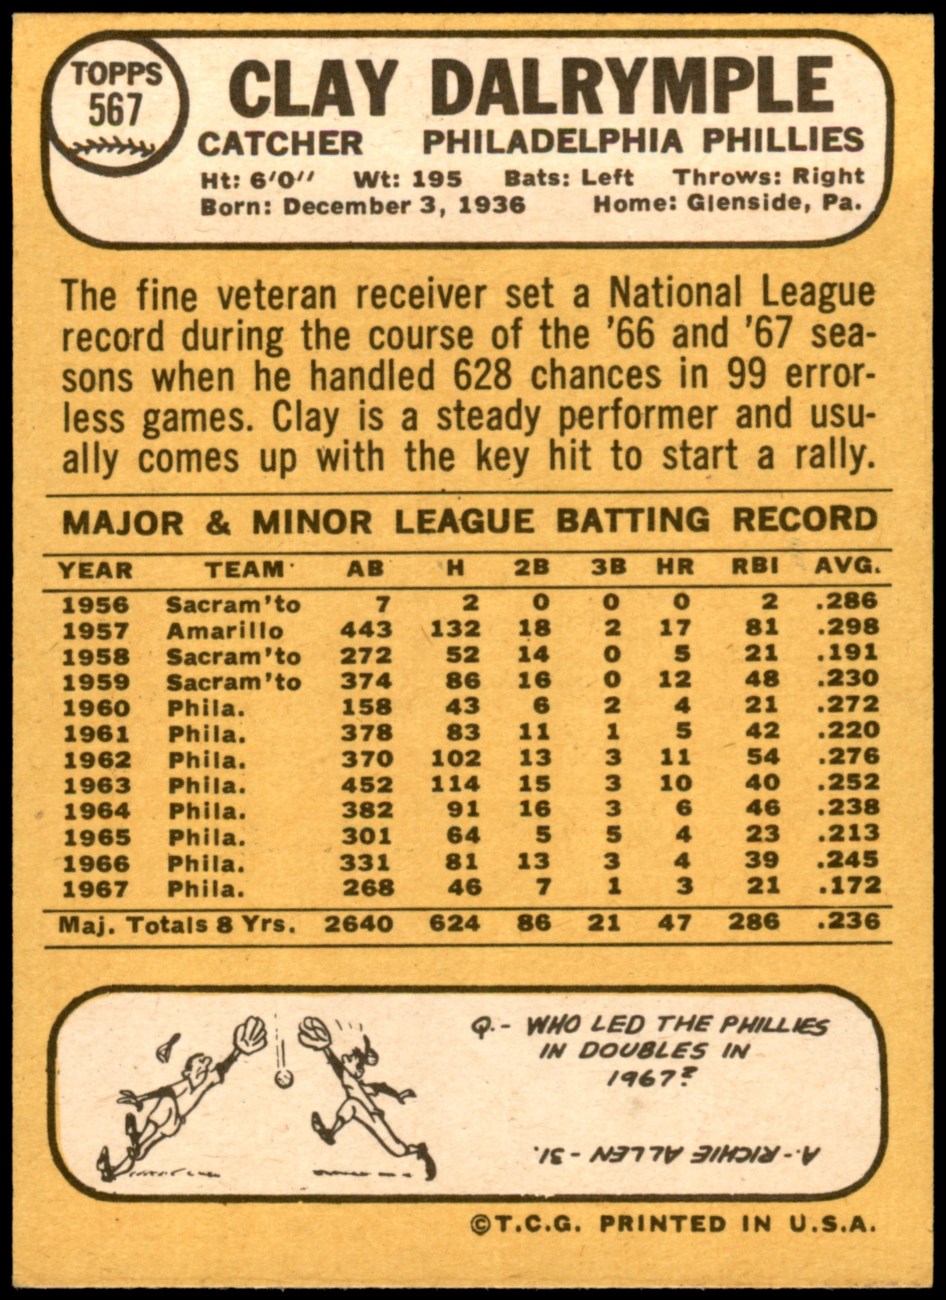 TOPPS
567
CLAY DALRYMPLE
CATCHER PHILADELPHIA PHILLIES
Ht: 6'0" Wt: 195 Bats: Left Throws: Right
Born: December 3, 1936 Home: Glenside, Pa.
The fine veteran receiver set a National League
record during the course of the '66 and '67 sea-
sons when he handled 628 chances in 99 error-
less games. Clay is a steady performer and usu-
ally comes up with the key hit to start a rally.
MAJOR & MINOR LEAGUE BATTING RECORD
YEAR TEAM AB H 2B 3B HR RBI AVG.
1956 Sacram'to 7 2 0 0 0 2 .286
1957 Amarillo 443 132 18 2 17 81 .298
1958 Sacram'to 272 52 14 0 5 21 .191
1959 Sacram'to 374 86 16 0 12 48 .230
1960 Phila. 158 43 6 2 4 21 .272
1961 Phila. 378 83 11 1 5 42 .220
1962 Phila. 370 102 13 3 11 54 .276
1963 Phila. 452 114 15 3 10 40 .252
1964 Phila. 382 91 16 3 6 46 .238
1965 Phila. 301 64 5 5 4 23 .213
1966 Phila. 331 81 13 3 4 39 .245
1967 Phila. 268 46 7 1 3 21 .172
Maj. Totals 8 Yrs. 2640 624 86 21 47 286 .236
Q.- WHO LED THE PHILLIES
IN DOUBLES IN
1967?
A.- RICHIE ALLEN - 31.
©T.C.G. PRINTED IN U.S.A.